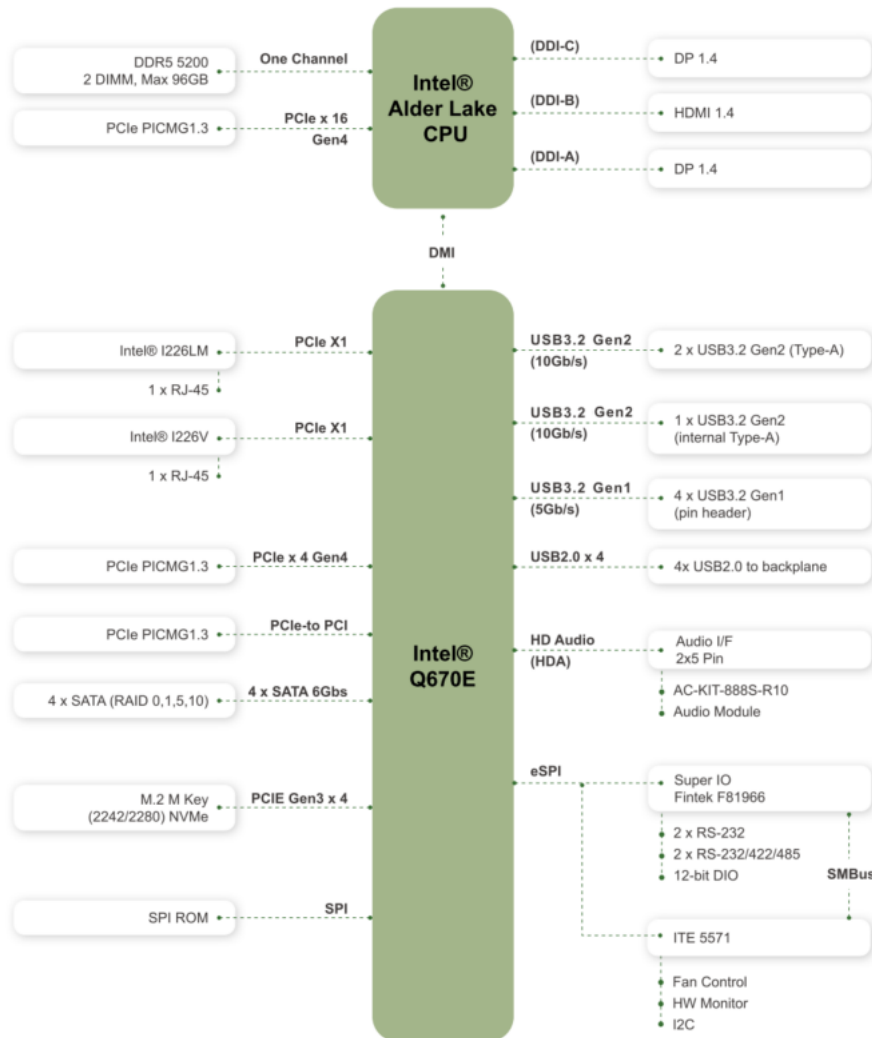 DDR5 5200
2 DIMM, Max 96GB
One Channel
PCIe PICMG1.3
PCIe x 16
Gen4
Intel®
Alder Lake
CPU
(DDI-C)
DP 1.4
(DDI-B)
HDMI 1.4
(DDI-A)
DP 1.4
DMI
Intel® I226LM
PCIe X1
1 x RJ-45
Intel® I226V
PCIe X1
1 x RJ-45
PCIe PICMG1.3
PCIe x 4 Gen4
PCIe PICMG1.3
PCIe-to PCI
4 x SATA (RAID 0,1,5,10)
4 x SATA 6Gbs
M.2 M Key
(2242/2280) NVMe
PCIE Gen3 x 4
SPI ROM
SPI
Intel®
Q670E
USB3.2 Gen2
(10Gb/s)
2 x USB3.2 Gen2 (Type-A)
USB3.2 Gen2
(10Gb/s)
1 x USB3.2 Gen2
(internal Type-A)
USB3.2 Gen1
(5Gb/s)
4 x USB3.2 Gen1
(pin header)
USB2.0 x 4
4x USB2.0 to backplane
HD Audio
(HDA)
Audio I/F
2x5 Pin
AC-KIT-888S-R10
Audio Module
eSPI
Super IO
Fintek F81966
2 x RS-232
2 x RS-232/422/485
12-bit DIO
SMBus
ITE 5571
Fan Control
HW Monitor
I2C